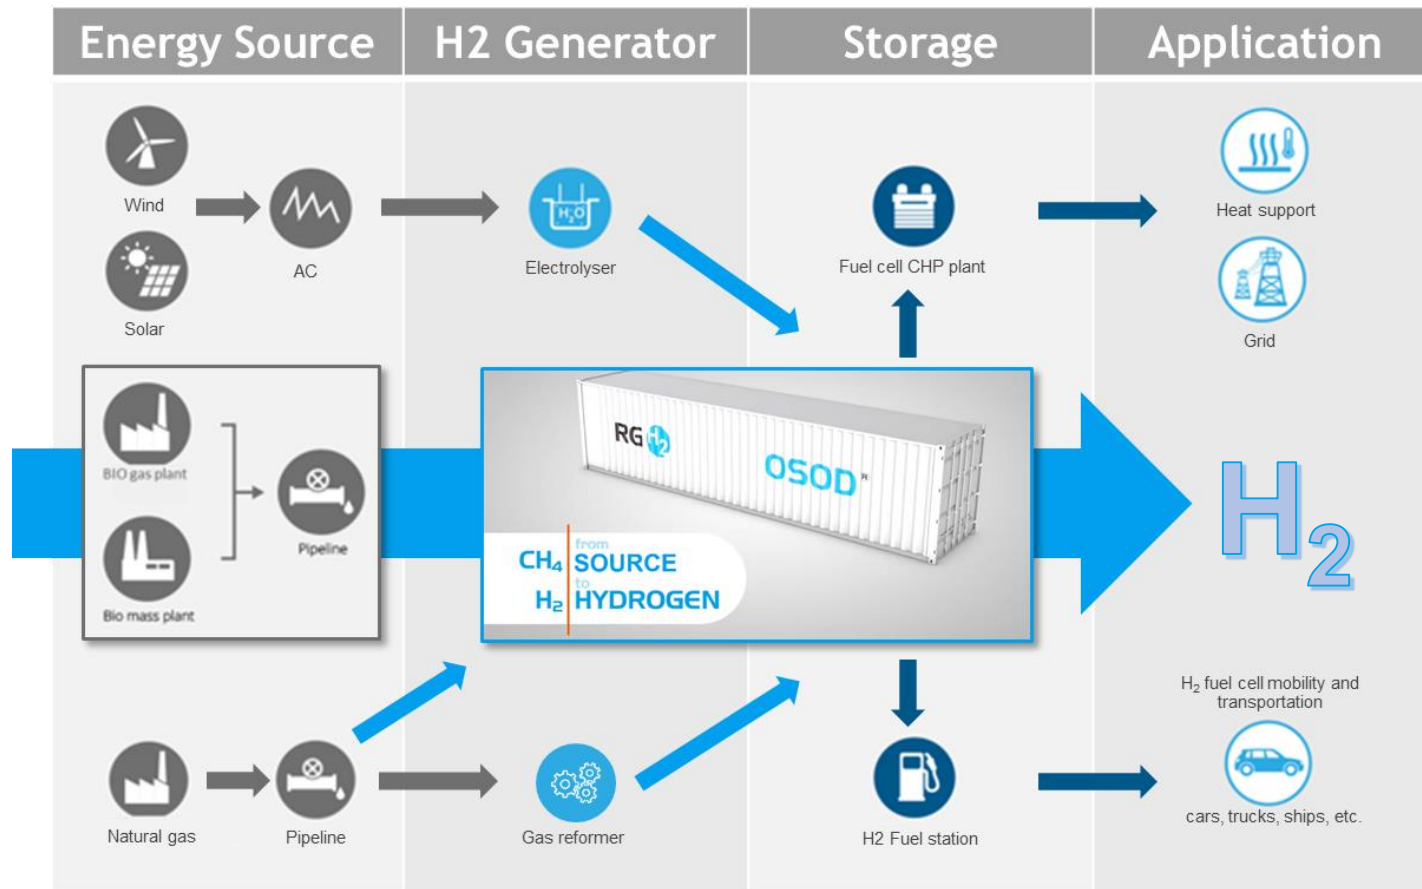 Energy Source
H2 Generator
Storage
Application
Wind
Solar
AC
H₂O
Electrolyser
Fuel cell CHP plant
Heat support
Grid
BIO gas plant
Bio mass plant
Pipeline
RG H₂
OSOD®
from
CH₄ SOURCE
to
H₂ HYDROGEN
H₂
Natural gas
Pipeline
Gas reformer
H2 Fuel station
H₂ fuel cell mobility and
transportation
cars, trucks, ships, etc.